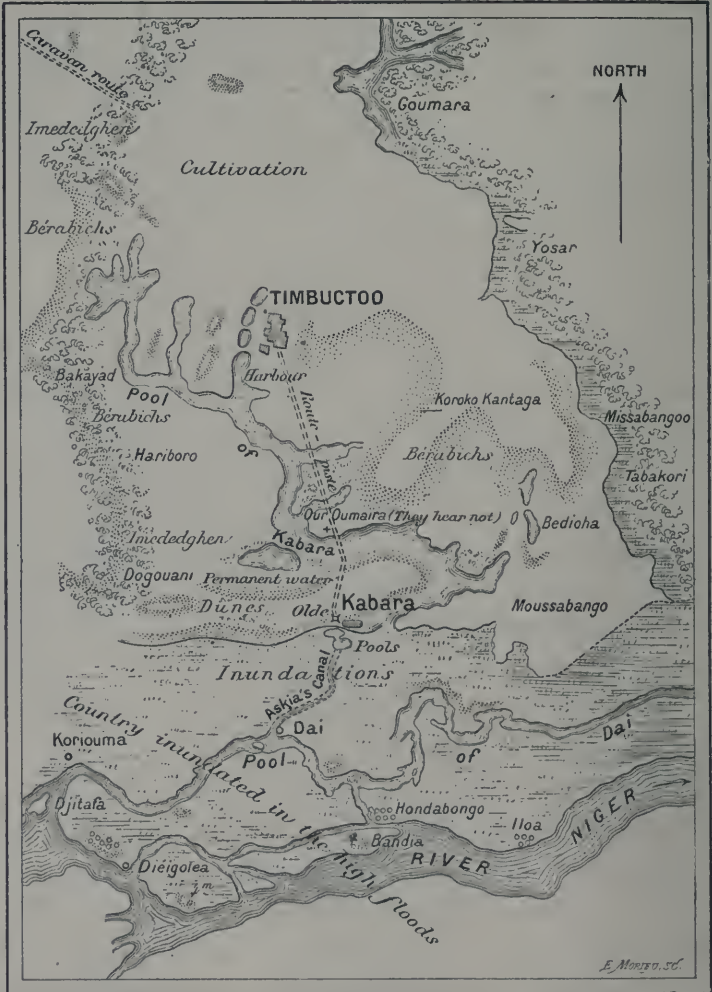 Caravan route
NORTH
Goumara
Imededghen
Cultivation
Bérabichs
Yosar
TIMBUCTOO
Bakayad
Harbour
Pool
Route
Koroko Kantaga
Bérabichs
Missabangoo
of
Hariboro
Bérabichs
Tabakori
Our Oumaira (They hear not)
Bedioha
Imededghen
Kabara
Dogouani
Permanent water
Dunes
Olde
Kabara
Moussabango
Pools
Inundations
Askia's Canal
Country inundated in the high floods
Dai
Dai
Koriouma
Pool
of
Djitafa
Hondabongo
Iloa
NIGER
Bandia
RIVER
Dieigolea
E. MORIEU. SC.